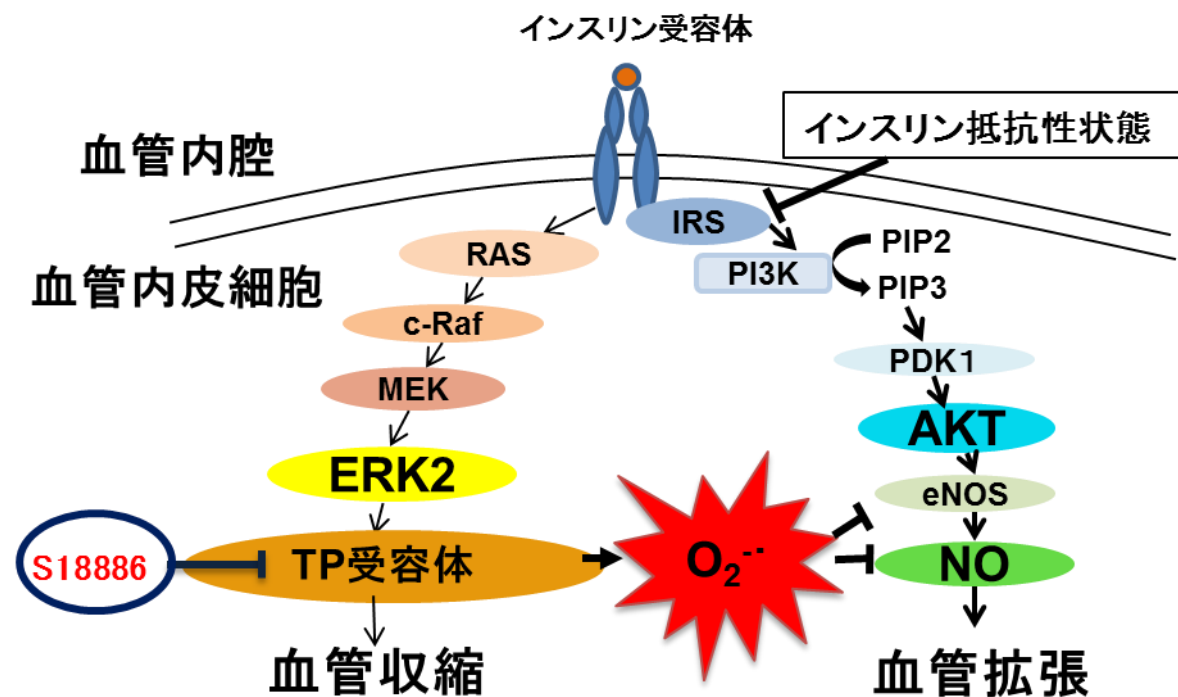 インスリン受容体
インスリン抵抗性状態
血管内腔
血管内皮細胞
IRS
RAS
PI3K
PIP2
PIP3
c-Raf
PDK1
MEK
AKT
ERK2
eNOS
S18886
TP受容体
O₂⁻·
NO
血管収縮
血管拡張